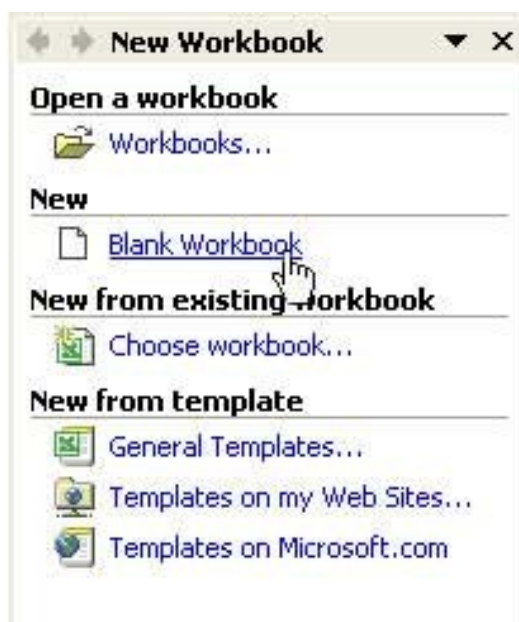 New Workbook
Open a workbook
Workbooks...
New
Blank Workbook
New from existing workbook
Choose workbook...
New from template
General Templates...
Templates on my Web Sites...
Templates on Microsoft.com